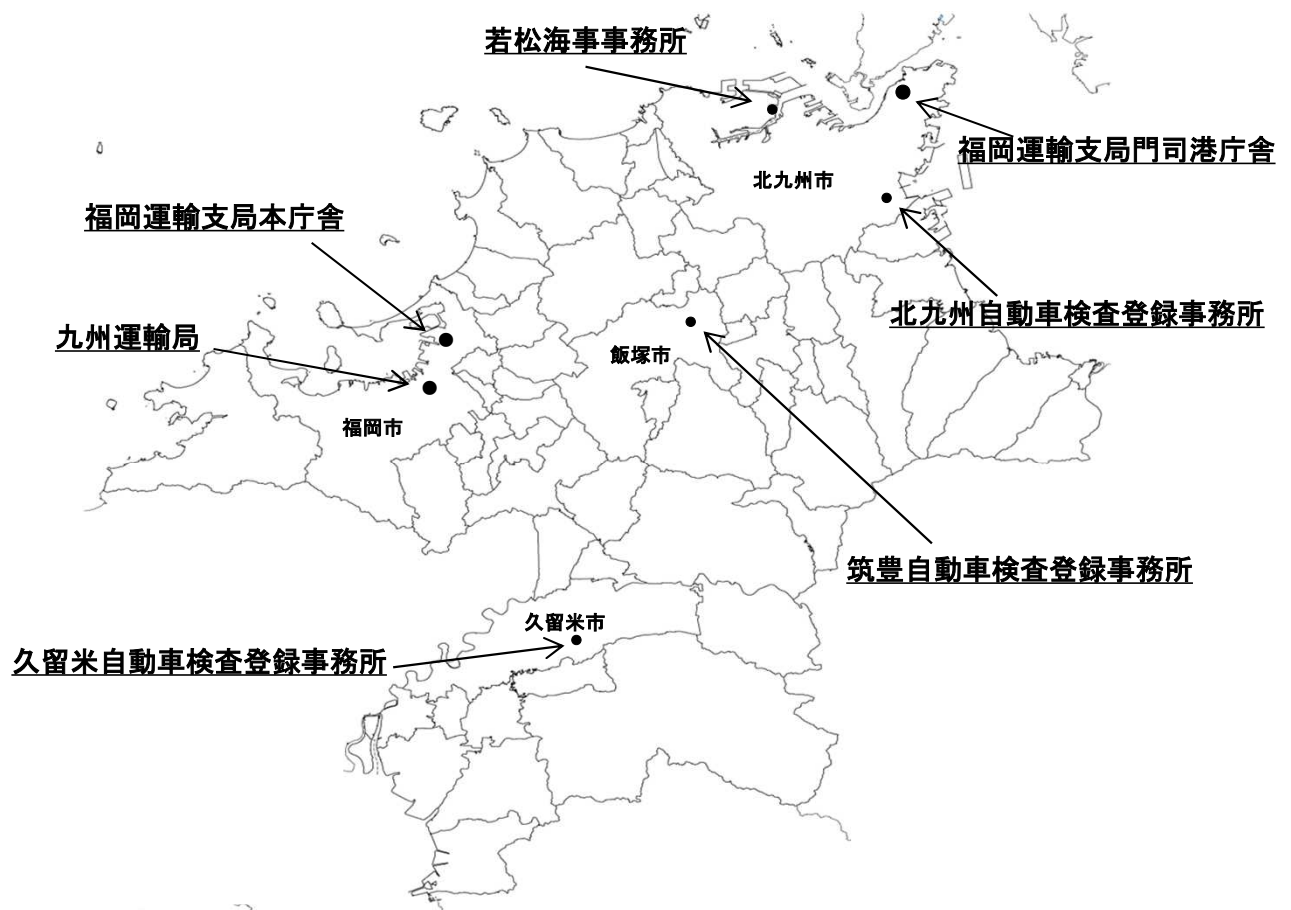 若松海事事務所
福岡運輸支局門司港庁舎
北九州市
福岡運輸支局本庁舎
北九州自動車検査登録事務所
九州運輸局
飯塚市
福岡市
筑豊自動車検査登録事務所
久留米市
久留米自動車検査登録事務所